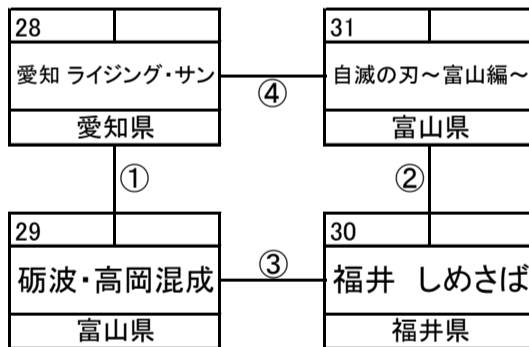 28
愛知 ライジング・サン
愛知県
④
31
自滅の刃～富山編～
富山県
①
②
29
砺波・高岡混成
富山県
③
30
福井 しめさば
福井県